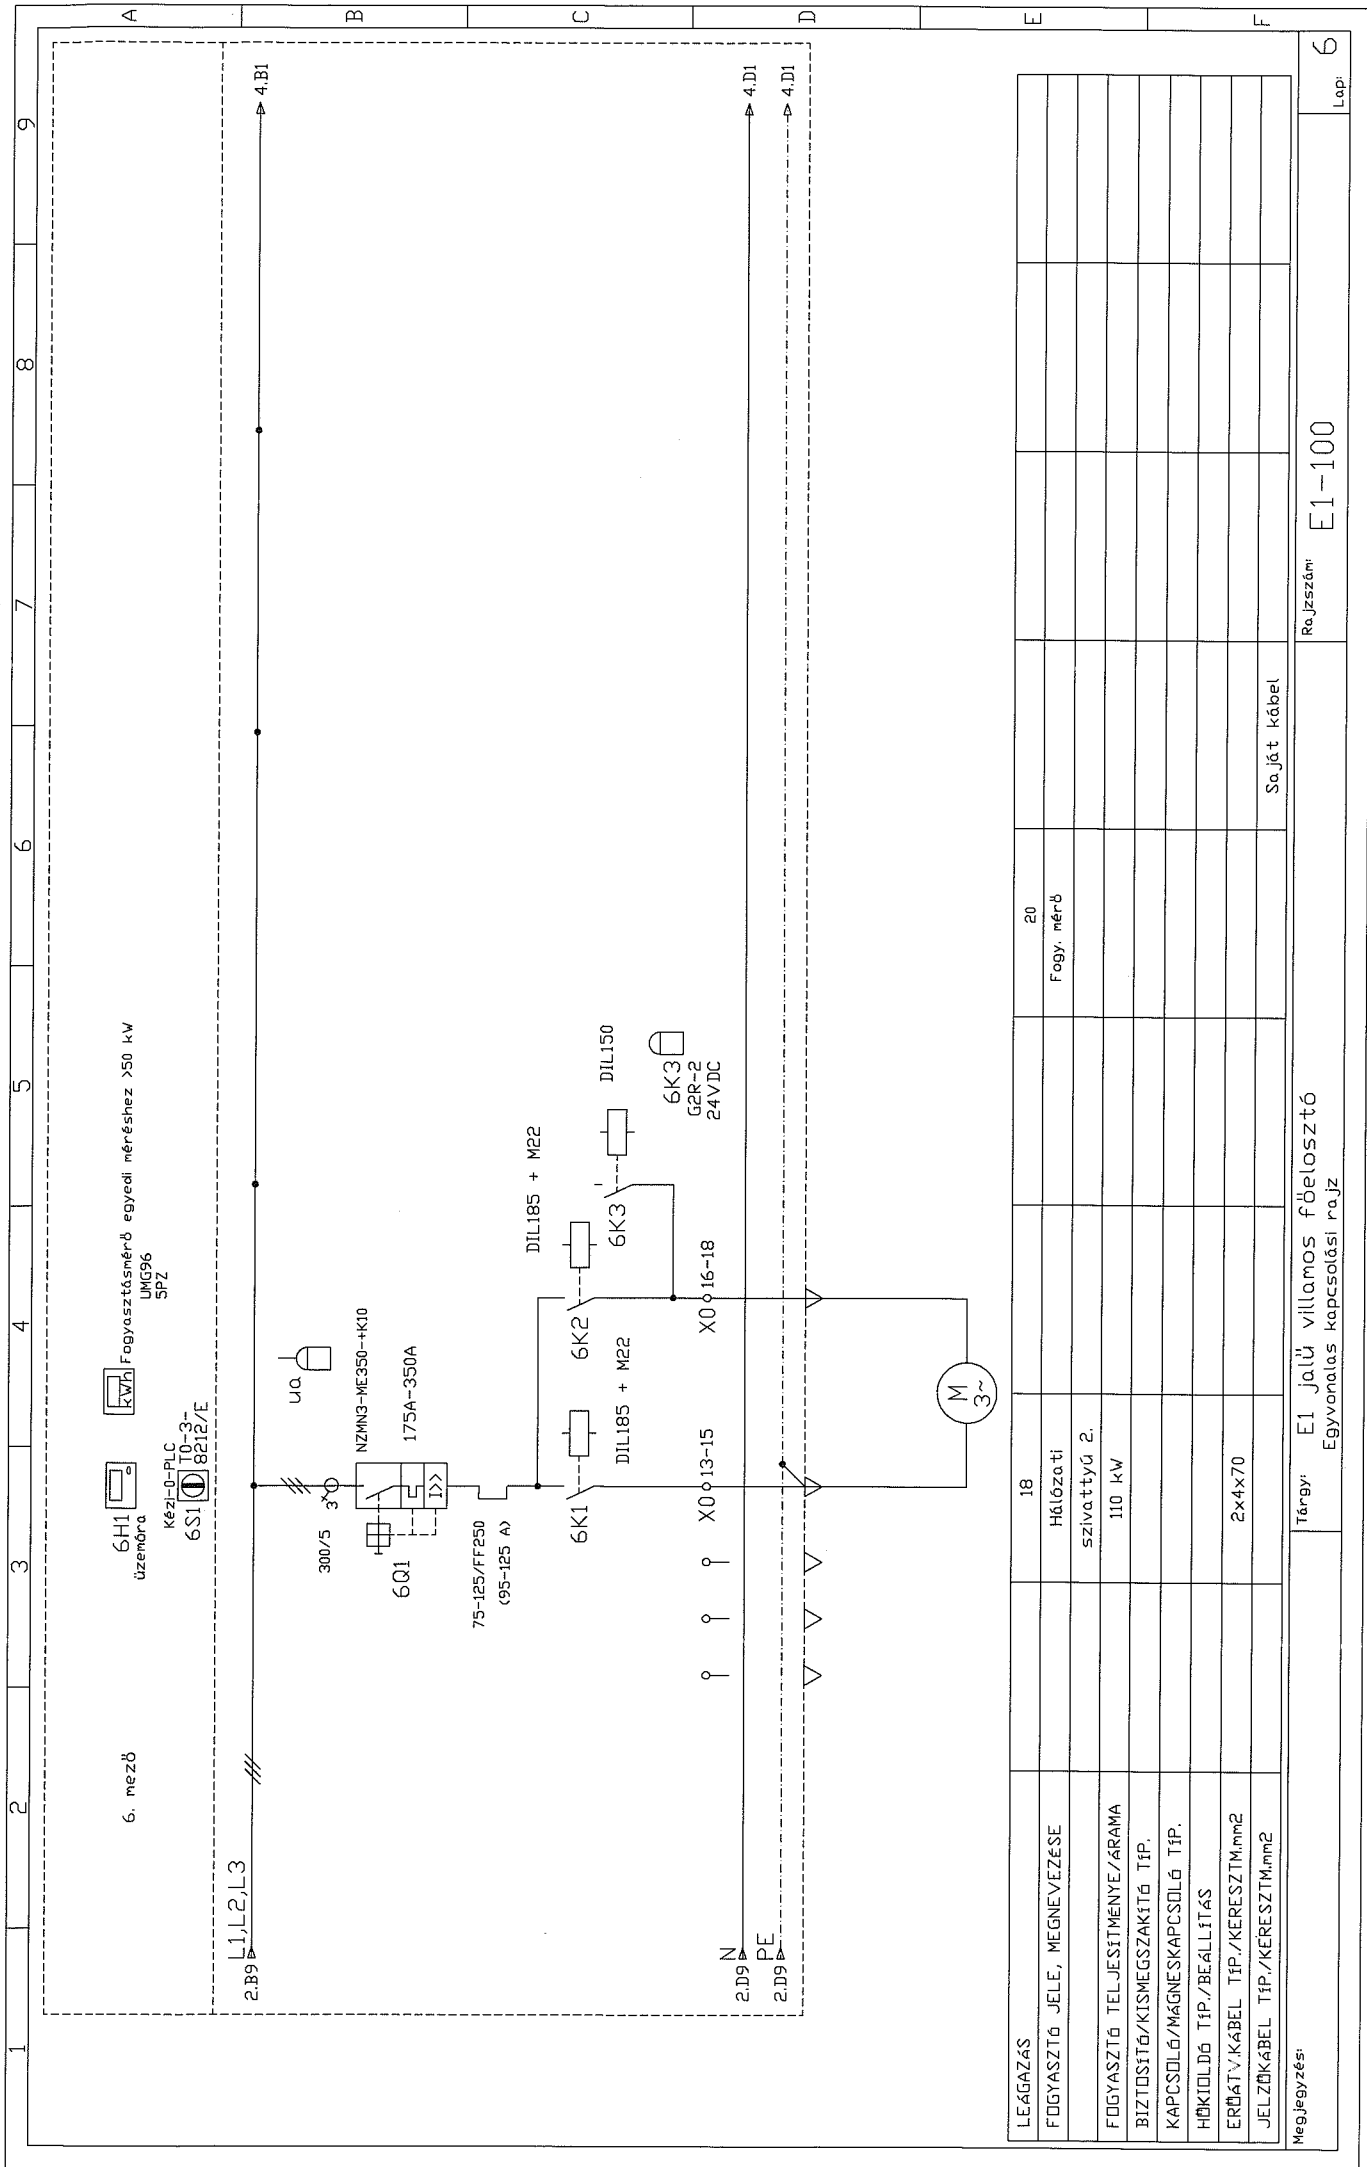 1 2 3 4 5 6 7 8 9
A
B
C
D
E
F
6. mező
6H1
üzemóra
kWh
Fogyasztásmérő egyedi méréshez >50 kW
UMG96
5PZ
Kézi-0-PLC
6S1
T0-3-
8212/E
2.B9
L1,L2,L3
4.B1
ua
300/5
3x
NZMN3-ME350-+K10
6Q1
175A-350A
I>>
75-125/FF250
(95-125 A)
6K1
DIL185 + M22
6K2
DIL185 + M22
6K3
DIL150
6K3
G2R-2
24VDC
X0 13-15
X0 16-18
2.D9
N
4.D1
2.D9
PE
4.D1
M
3~
LEÁGAZÁS 18 20
FOGYASZTÓ JELE, MEGNEVEZÉSE Hálózati Fogy. mérő
szivattyú 2.
FOGYASZTÓ TELJESÍTMÉNYE/ÁRAMA 110 kW
BIZTOSÍTÓ/KISMEGSZAKÍTÓ TÍP.
KAPCSOLÓ/MÁGNESKAPCSOLÓ TÍP.
HŐKIOLDÓ TÍP./BEÁLLÍTÁS
ERŐÁTV.KÁBEL TÍP./KERESZTM.mm2 2x4x70
JELZŐKÁBEL TÍP./KERESZTM.mm2 Saját kábel
Megjegyzés:
Tárgy: E1 jalű villamos főelosztó
Egyvonalas kapcsolási rajz
Rajzszám: E1-100
Lap: 6